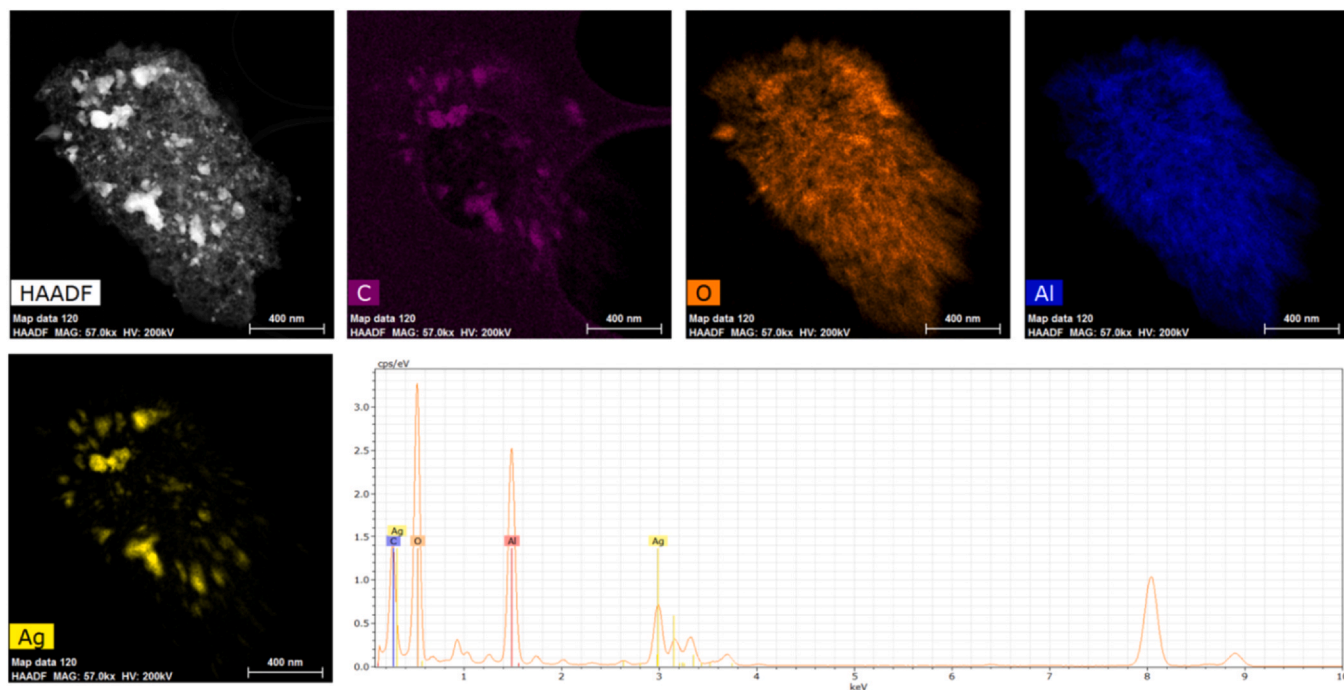 HAADF
Map data 120
HAADF MAG: 57.0kx HV: 200kV
400 nm
C
Map data 120
HAADF MAG: 57.0kx HV: 200kV
400 nm
O
Map data 120
HAADF MAG: 57.0kx HV: 200kV
400 nm
Al
Map data 120
HAADF MAG: 57.0kx HV: 200kV
400 nm
Ag
Map data 120
HAADF MAG: 57.0kx HV: 200kV
400 nm
cps/eV
3.0
2.5
2.0
1.5
1.0
0.5
0.0
Ag
C
O
Al
Ag
1 2 3 4 5 6 7 8 9
keV